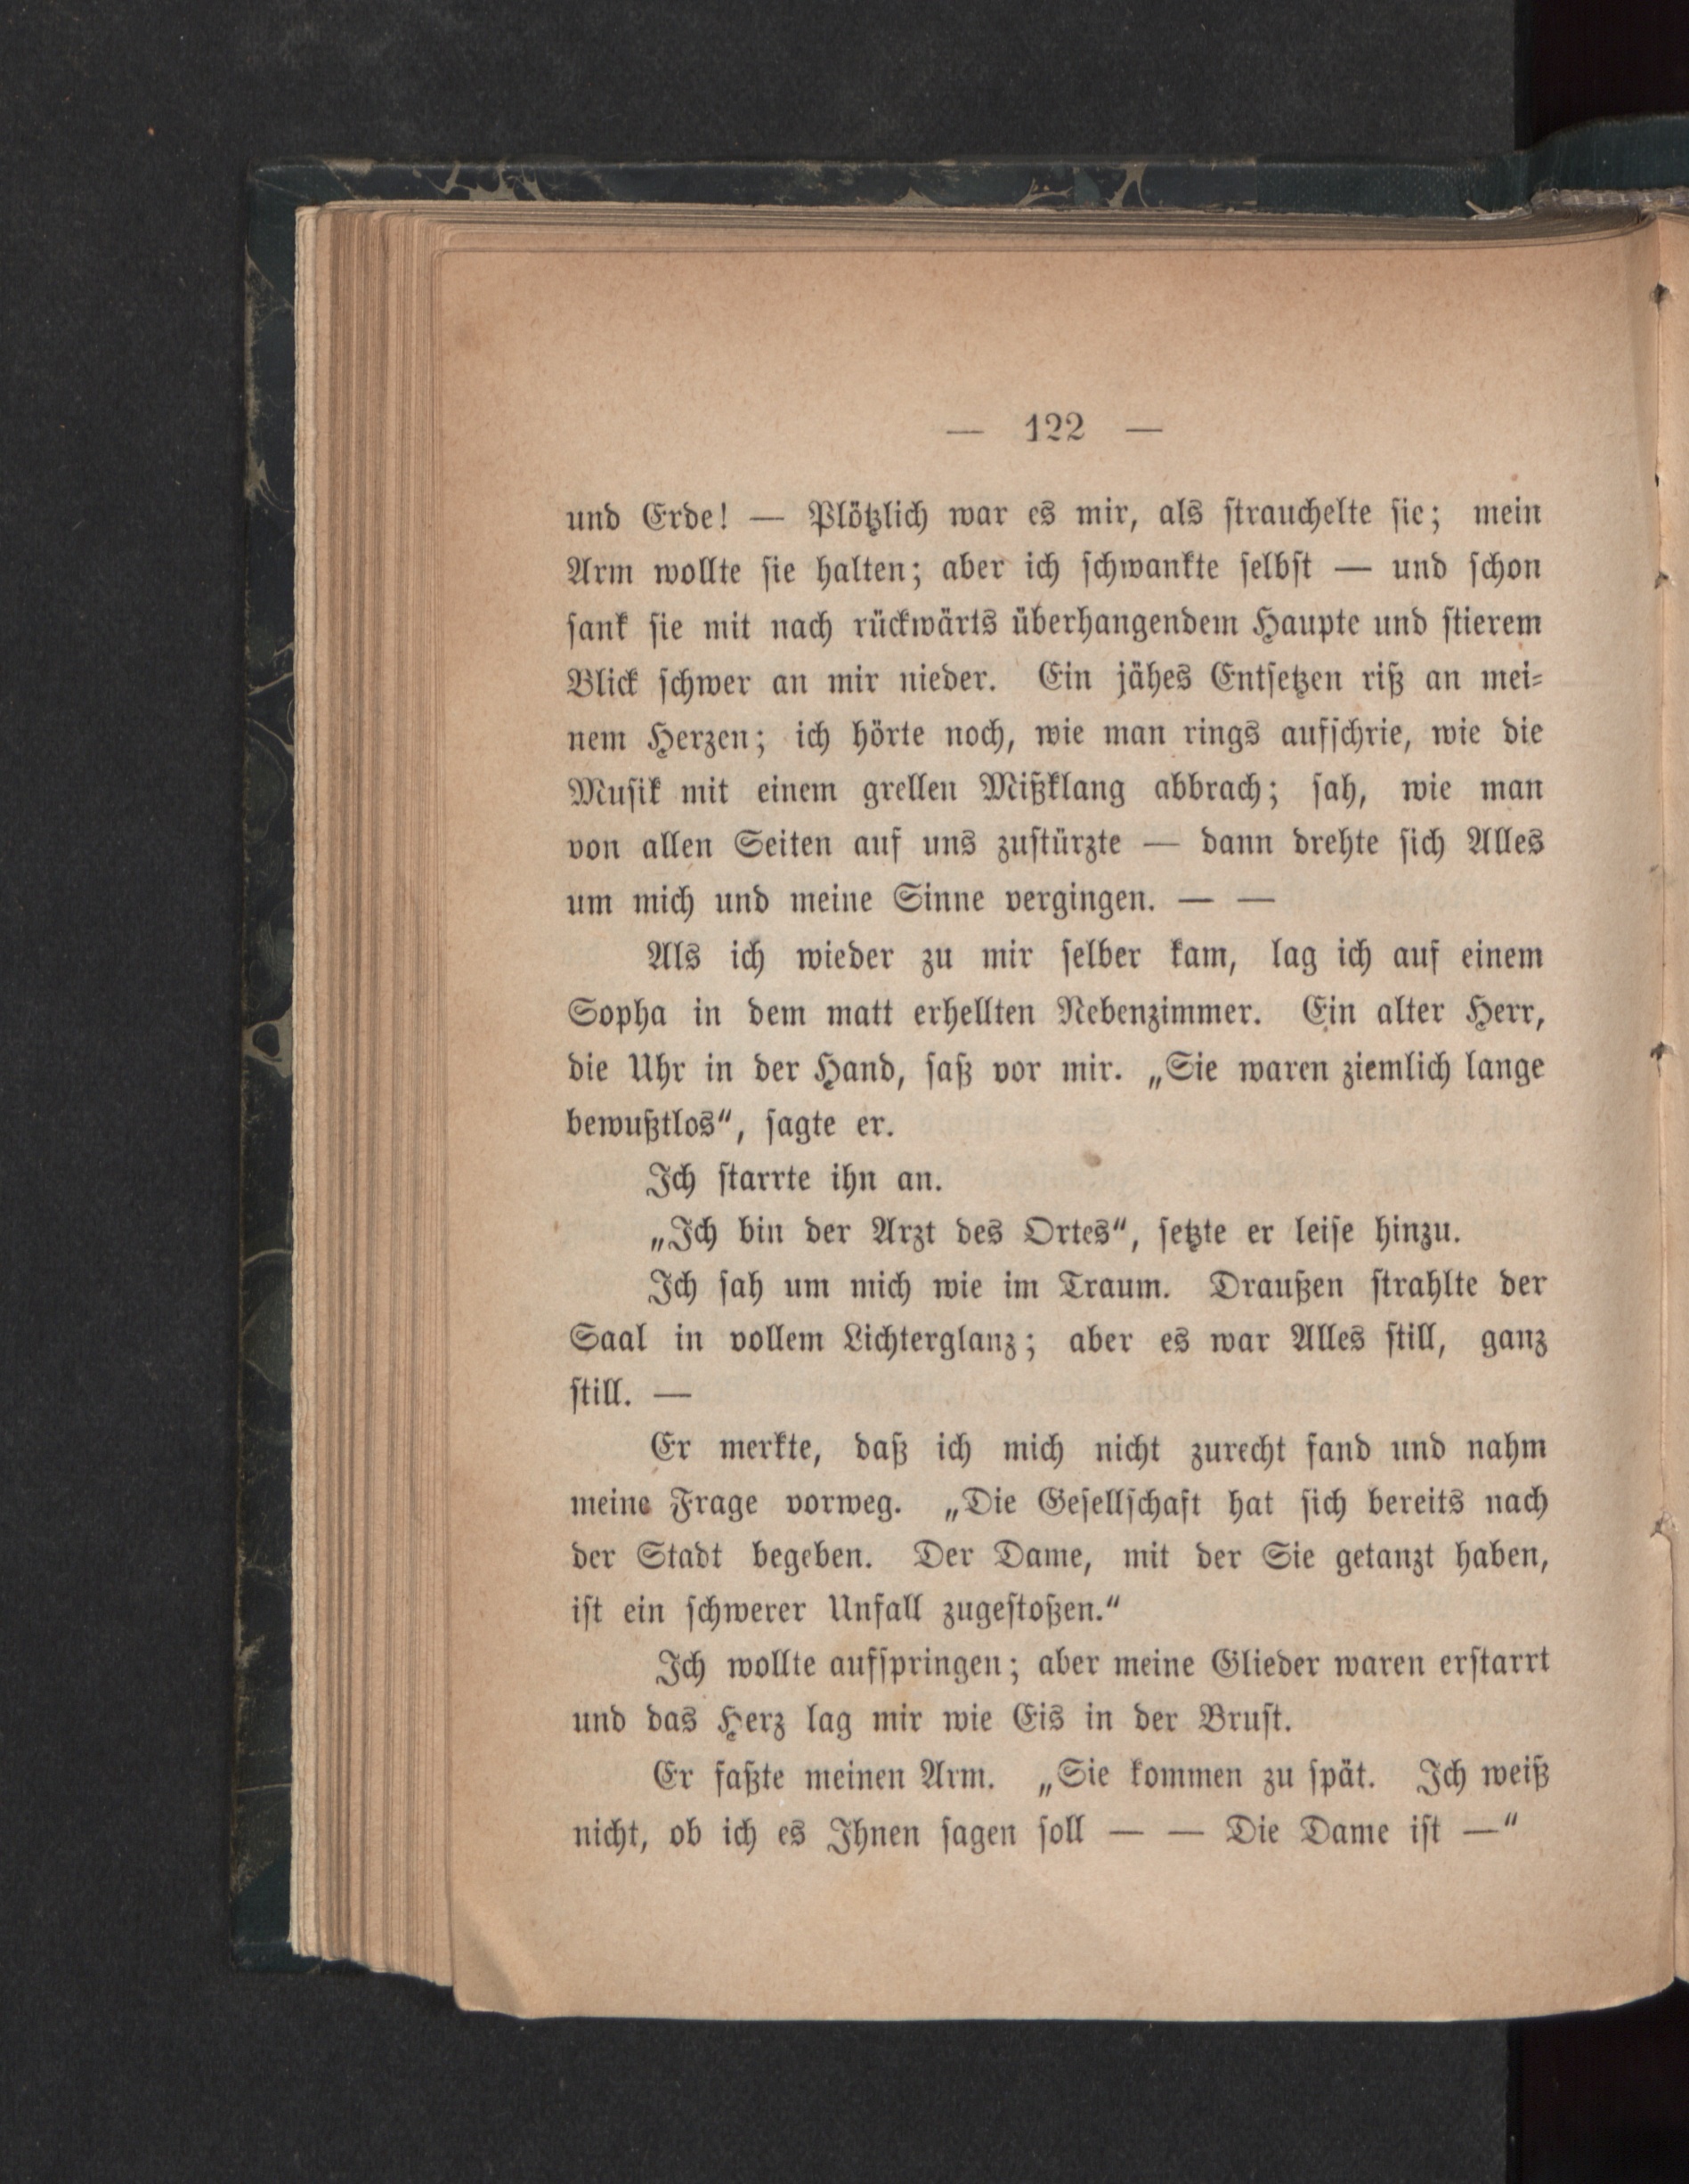 — 122 —
und Erde! — Plötzlich war es mir, als strauchelte sie; mein
Arm wollte sie halten; aber ich schwankte selbst — und schon
sank sie mit nach rückwärts überhangendem Haupte und stierem
Blick schwer an mir nieder. Ein jähes Entsetzen riß an mei-
nem Herzen; ich hörte noch, wie man rings aufschrie, wie die
Musik mit einem grellen Mißklang abbrach; sah, wie man
von allen Seiten auf uns zustürzte — dann drehte sich Alles
um mich und meine Sinne vergingen. — —
Als ich wieder zu mir selber kam, lag ich auf einem
Sopha in dem matt erhellten Nebenzimmer. Ein alter Herr,
die Uhr in der Hand, saß vor mir. „Sie waren ziemlich lange
bewußtlos“, sagte er.
Ich starrte ihn an.
„Ich bin der Arzt des Ortes“, setzte er leise hinzu.
Ich sah um mich wie im Traum. Draußen strahlte der
Saal in vollem Lichterglanz; aber es war Alles still, ganz
still. —
Er merkte, daß ich mich nicht zurecht fand und nahm
meine Frage vorweg. „Die Gesellschaft hat sich bereits nach
der Stadt begeben. Der Dame, mit der Sie getanzt haben,
ist ein schwerer Unfall zugestoßen.“
Ich wollte aufspringen; aber meine Glieder waren erstarrt
und das Herz lag mir wie Eis in der Brust.
Er faßte meinen Arm. „Sie kommen zu spät. Ich weiß
nicht, ob ich es Ihnen sagen soll — — Die Dame ist —“